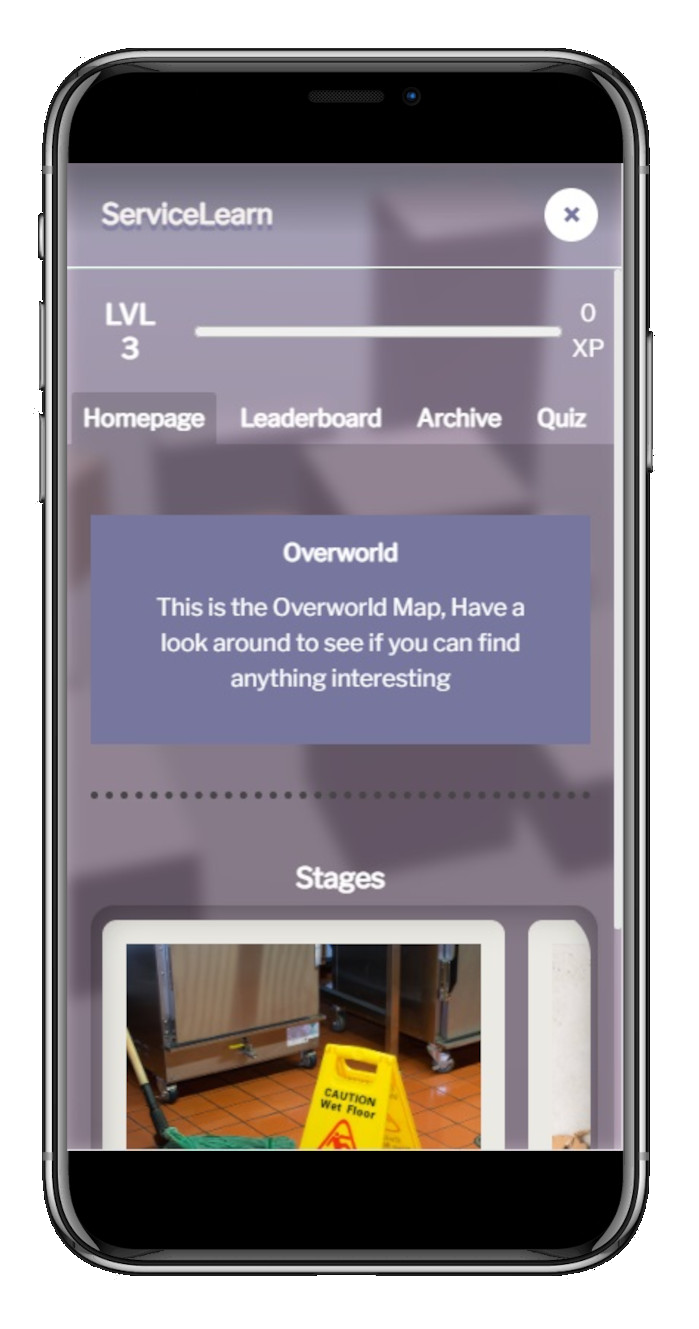 ServiceLearn
×
LVL
3
0
XP
Homepage Leaderboard Archive Quiz
Overworld
This is the Overworld Map, Have a
look around to see if you can find
anything interesting
Stages
CAUTION
Wet Floor